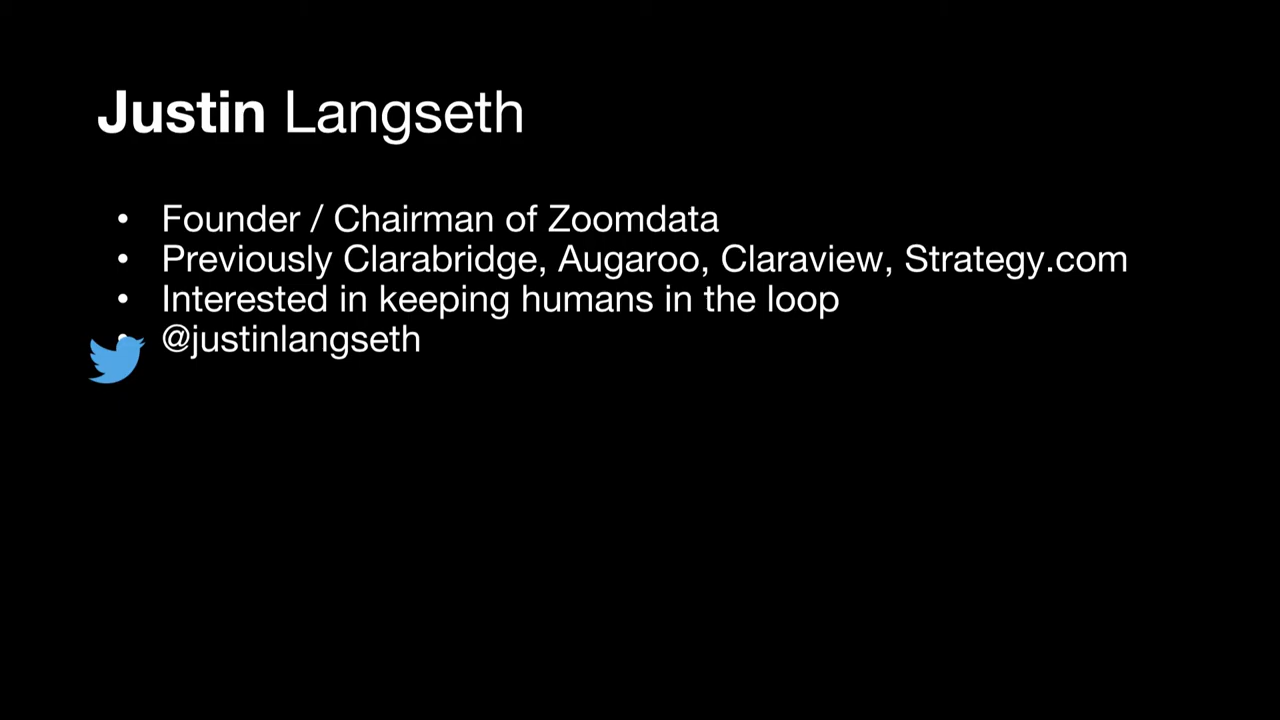 Justin Langseth
• Founder / Chairman of Zoomdata
• Previously Clarabridge, Augaroo, Claraview, Strategy.com
• Interested in keeping humans in the loop
• @justinlangseth